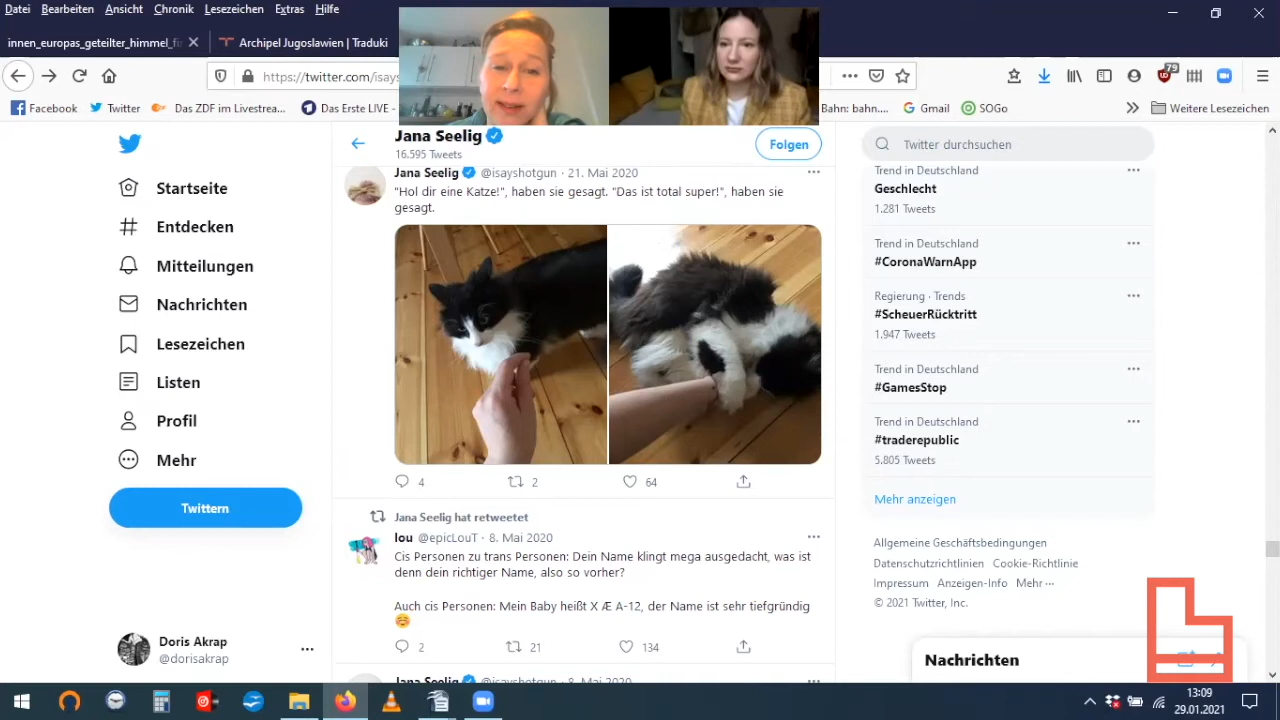 Datei Bearbeiten Ansicht Chronik Lesezeichen Extras Hilfe
innen_europas_geteilter_himmel_fi
Archipel Jugoslawien | Traduki
https://twitter.com/isays
79
Facebook
Twitter
Das ZDF im Livestrea...
Das Erste LIVE -
Bahn: bahn....
Gmail
SOGo
Weitere Lesezeichen
Startseite
Entdecken
Mitteilungen
Nachrichten
Lesezeichen
Listen
Profil
Mehr
Twittern
Doris Akrap
@dorisakrap
Jana Seelig
16.595 Tweets
Folgen
Jana Seelig @isayshotgun · 21. Mai 2020
"Hol dir eine Katze!", haben sie gesagt. "Das ist total super!", haben sie
gesagt.
4 2 64
Jana Seelig hat retweetet
lou @epicLouT · 8. Mai 2020
Cis Personen zu trans Personen: Dein Name klingt mega ausgedacht, was ist
denn dein richtiger Name, also so vorher?
Auch cis Personen: Mein Baby heißt X Æ A-12, der Name ist sehr tiefgründig
2 21 134
Jana Seelig @isayshotgun · 8. Mai 2020
Twitter durchsuchen
Trend in Deutschland
Geschlecht
1.281 Tweets
Trend in Deutschland
#CoronaWarnApp
Regierung · Trends
#ScheuerRücktritt
1.947 Tweets
Trend in Deutschland
#GamesStop
Trend in Deutschland
#traderepublic
5.805 Tweets
Mehr anzeigen
Allgemeine Geschäftsbedingungen
Datenschutzrichtlinien Cookie-Richtlinie
Impressum Anzeigen-Info Mehr ···
© 2021 Twitter, Inc.
Nachrichten
13:09
29.01.2021